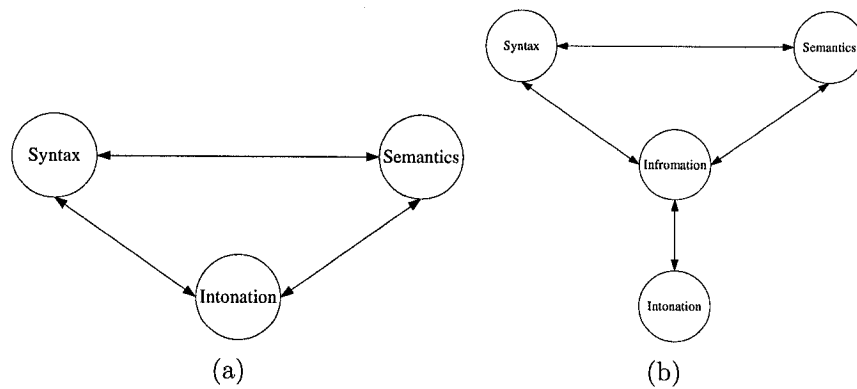 Syntax
Semantics
Intonation
(a)
Syntax
Semantics
Infromation
Intonation
(b)